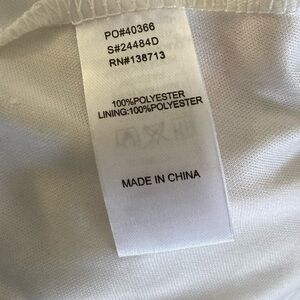 PO#40366
S#24484D
RN#138713
100%POLYESTER
LINING:100%POLYESTER
MADE IN CHINA